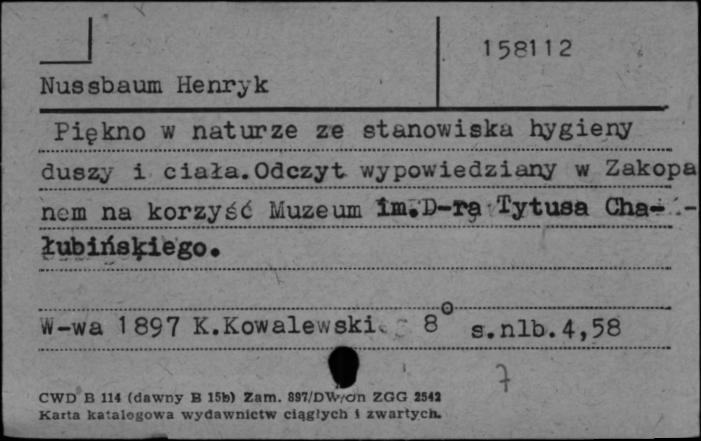 158112
Nussbaum Henryk
Piękno w naturze ze stanowiska hygieny
duszy i ciała.Odczyt wypowiedziany w Zakopa
nem na korzyść Muzeum im.D-ra Tytusa Cha-
łubińskiego.
W-wa 1897 K.Kowalewski. 8° s.nlb.4,58
7
CWD B 114 (dawny B 15b) Zam. 897/DW/On ZGG 2542
Karta katalogowa wydawnictw ciągłych i zwartych.